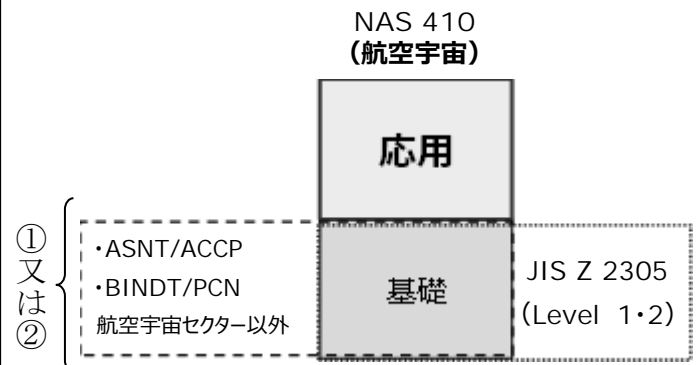 NAS 410
（航空宇宙）
応用
①又は②
・ASNT/ACCP
・BINDT/PCN
航空宇宙セクター以外
基礎
JIS Z 2305
（Level 1・2）